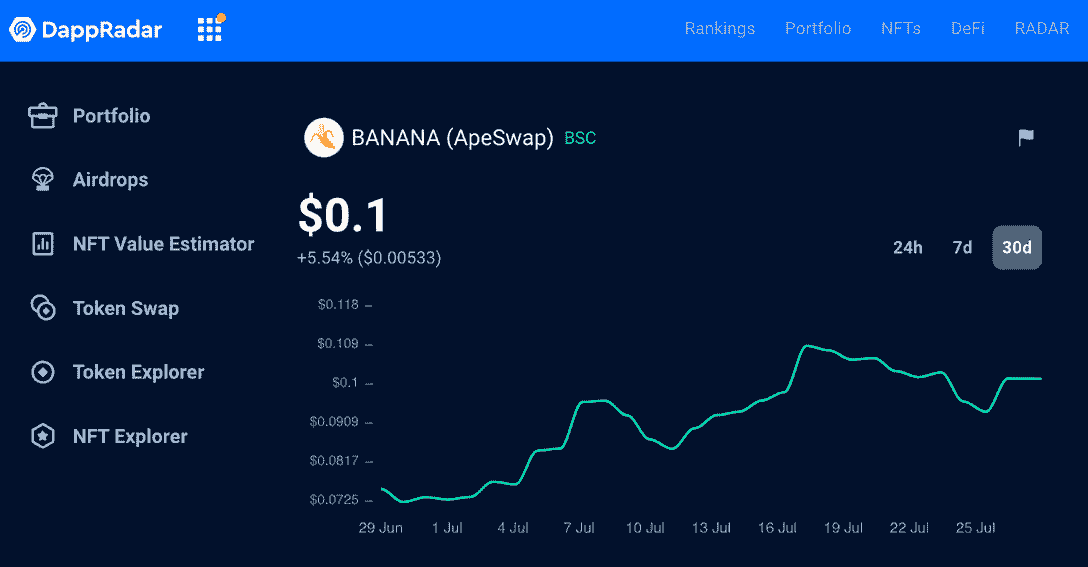 DappRadar
Rankings Portfolio NFTs DeFi RADAR
Portfolio
Airdrops
NFT Value Estimator
Token Swap
Token Explorer
NFT Explorer
BANANA (ApeSwap) BSC
$0.1
+5.54% ($0.00533)
24h 7d 30d
$0.118
$0.109
$0.1
$0.0909
$0.0817
$0.0725
29 Jun 1 Jul 4 Jul 7 Jul 10 Jul 13 Jul 16 Jul 19 Jul 22 Jul 25 Jul